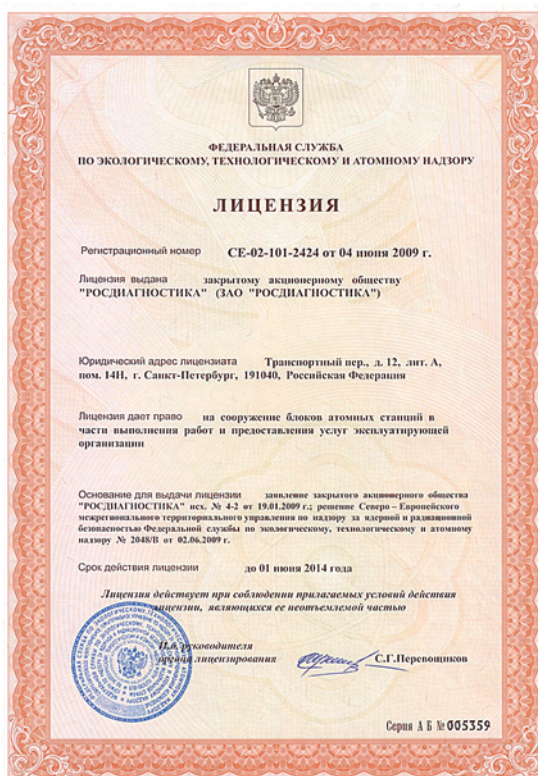 ФЕДЕРАЛЬНАЯ СЛУЖБА
ПО ЭКОЛОГИЧЕСКОМУ, ТЕХНОЛОГИЧЕСКОМУ И АТОМНОМУ НАДЗОРУ
ЛИЦЕНЗИЯ
Регистрационный номер СЕ-02-101-2424 от 04 июня 2009 г.
Лицензия выдана закрытому акционерному обществу
"РОСДИАГНОСТИКА" (ЗАО "РОСДИАГНОСТИКА")
Юридический адрес лицензиата Транспортный пер., д. 12, лит. А,
пом. 14Н, г. Санкт-Петербург, 191040, Российская Федерация
Лицензия дает право на сооружение блоков атомных станций в
части выполнения работ и предоставления услуг эксплуатирующей
организации
Основание для выдачи лицензии заявление закрытого акционерного общества
"РОСДИАГНОСТИКА" исх. № 4-2 от 19.01.2009 г.; решение Северо – Европейского
межрегионального территориального управления по надзору за ядерной и радиационной
безопасностью Федеральной службы по экологическому, технологическому и атомному
надзору № 2048/В от 02.06.2009 г.
Срок действия лицензии до 01 июня 2014 года
Лицензия действует при соблюдении прилагаемых условий действия
лицензии, являющихся ее неотъемлемой частью
И.о. руководителя
органа лицензирования С.Г.Перевощиков
Серия А Б № 005359